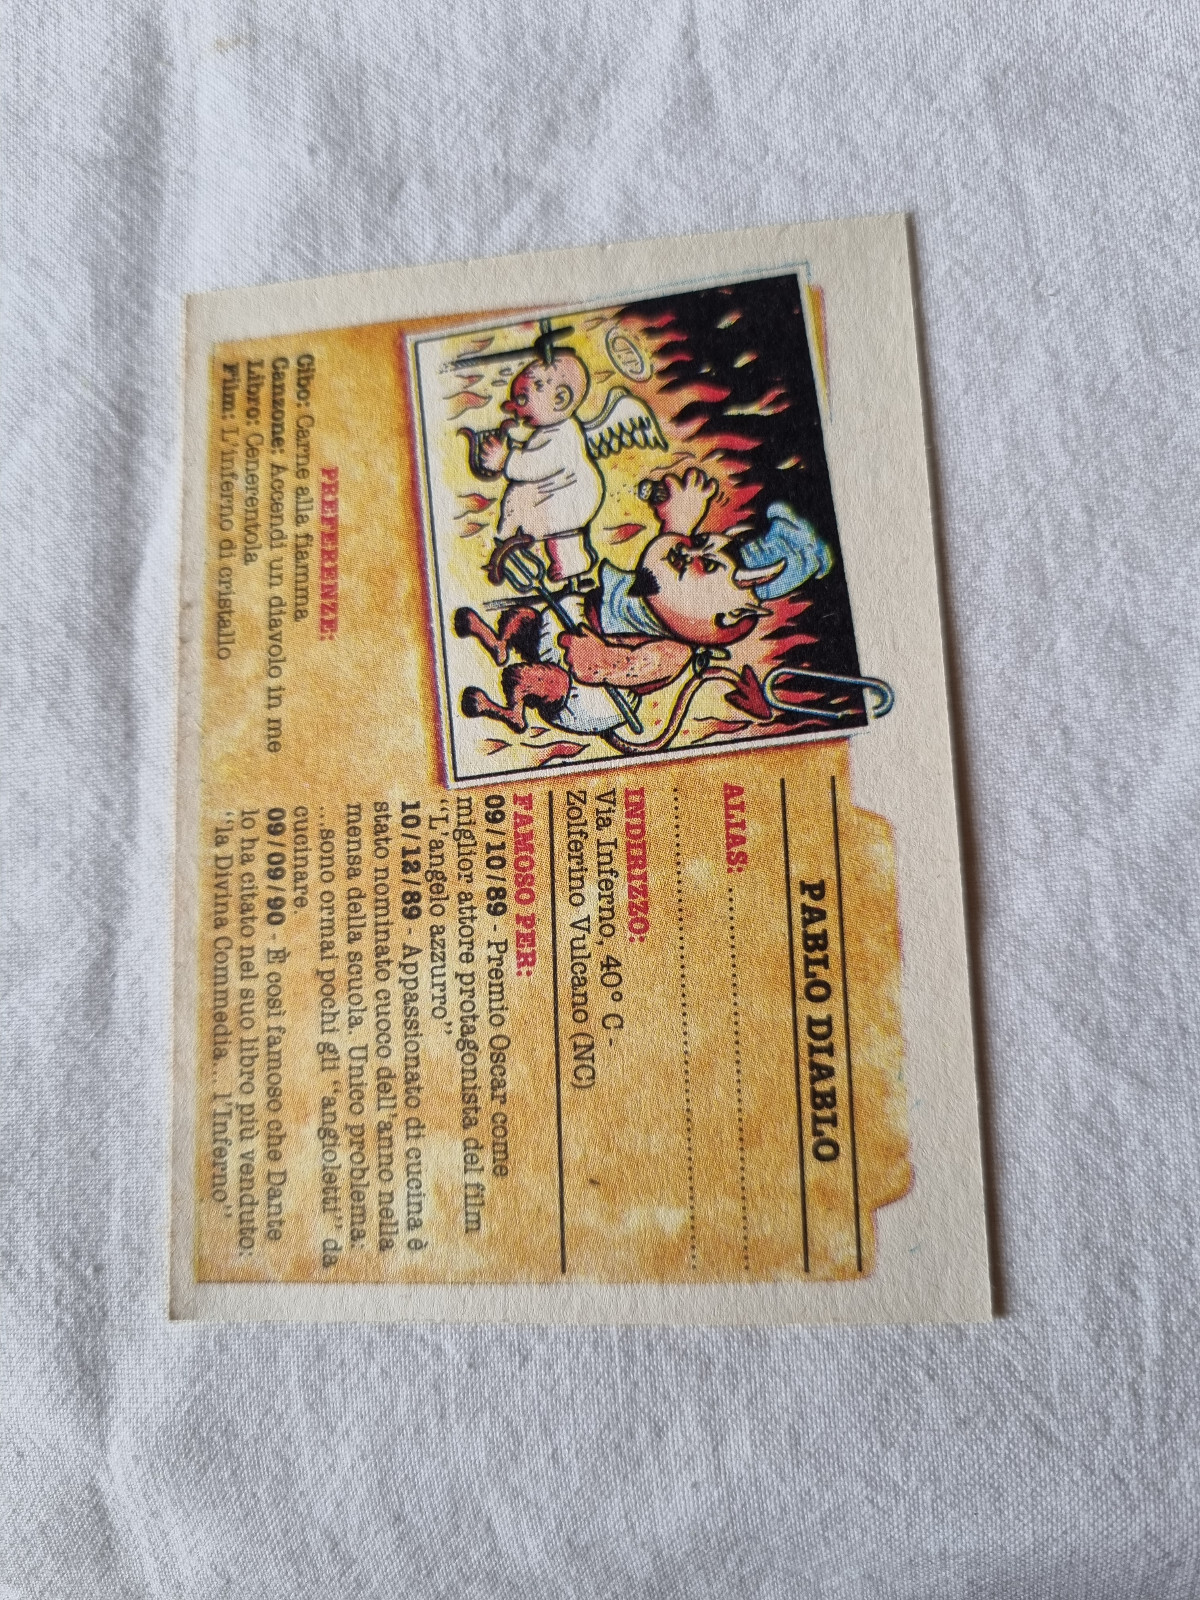 PABLO DIABLO
ALIAS: ..............................
INDIRIZZO:
Via Inferno, 40° C -
Zolferino Vulcano (NC)
FAMOSO PER:
09/10/89 - Premio Oscar come
miglior attore protagonista del film
"L'angelo azzurro"
10/12/89 - Appassionato di cucina è
stato nominato cuoco dell'anno nella
mensa della scuola. Unico problema:
...sono ormai pochi gli "angioletti" da
cucinare.
09/09/90 - È così famoso che Dante
lo ha citato nel suo libro più venduto:
"la Divina Commedia... l'Inferno"
PREFERENZE:
Cibo: Carne alla fiamma
Canzone: Accendi un diavolo in me
Libro: Cenerentola
Film: L'inferno di cristallo